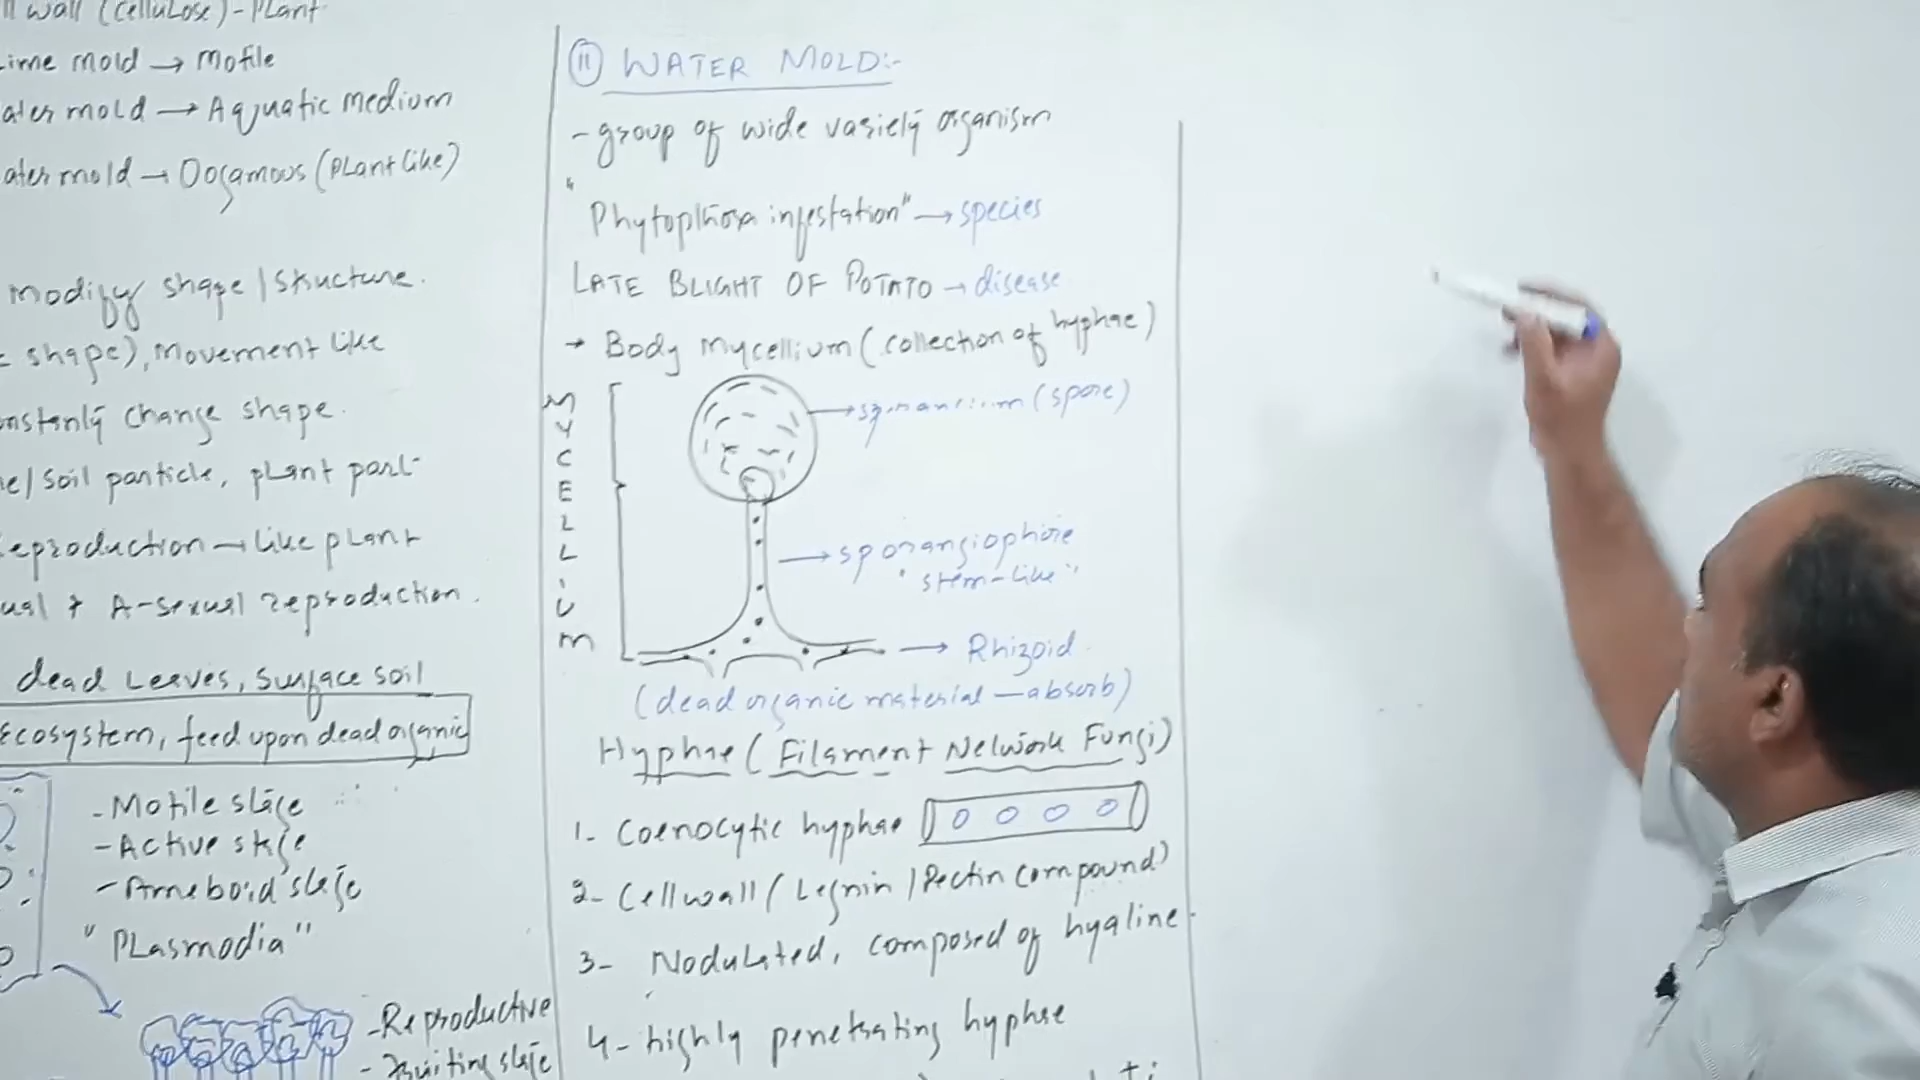 wall (Cellulose) - Plant
ime mold → Motile
ater mold → Aquatic Medium
ater mold → Oogamous (Plant like)
Modify shape / structure.
shape), Movement like
nstantly change shape.
e/ Soil particle, plant part
eproduction → Like plant
ual + A-sexual reproduction.
dead Leaves, Surface soil
Ecosystem, feed upon dead organic
- Motile stage
- Active stage
- Ameboid stage
"Plasmodia"
- Reproductive
- Fruiting stage
II WATER MOLD:-
- group of wide variety organism
"Phytopthora infestation" → species
LATE BLIGHT OF POTATO → disease
→ Body Mycellium (collection of hyphae)
MYCELLIUM
(spore)
→ sporangiophore
"stem-like"
→ Rhizoid
(dead organic material — absorb)
Hyphae (Filament Network Fungi)
1- Coenocytic hyphae
2- Cellwall (Legnin / Pectin compound)
3- Nodulated, composed of hyaline
4- highly penetrating hyphae